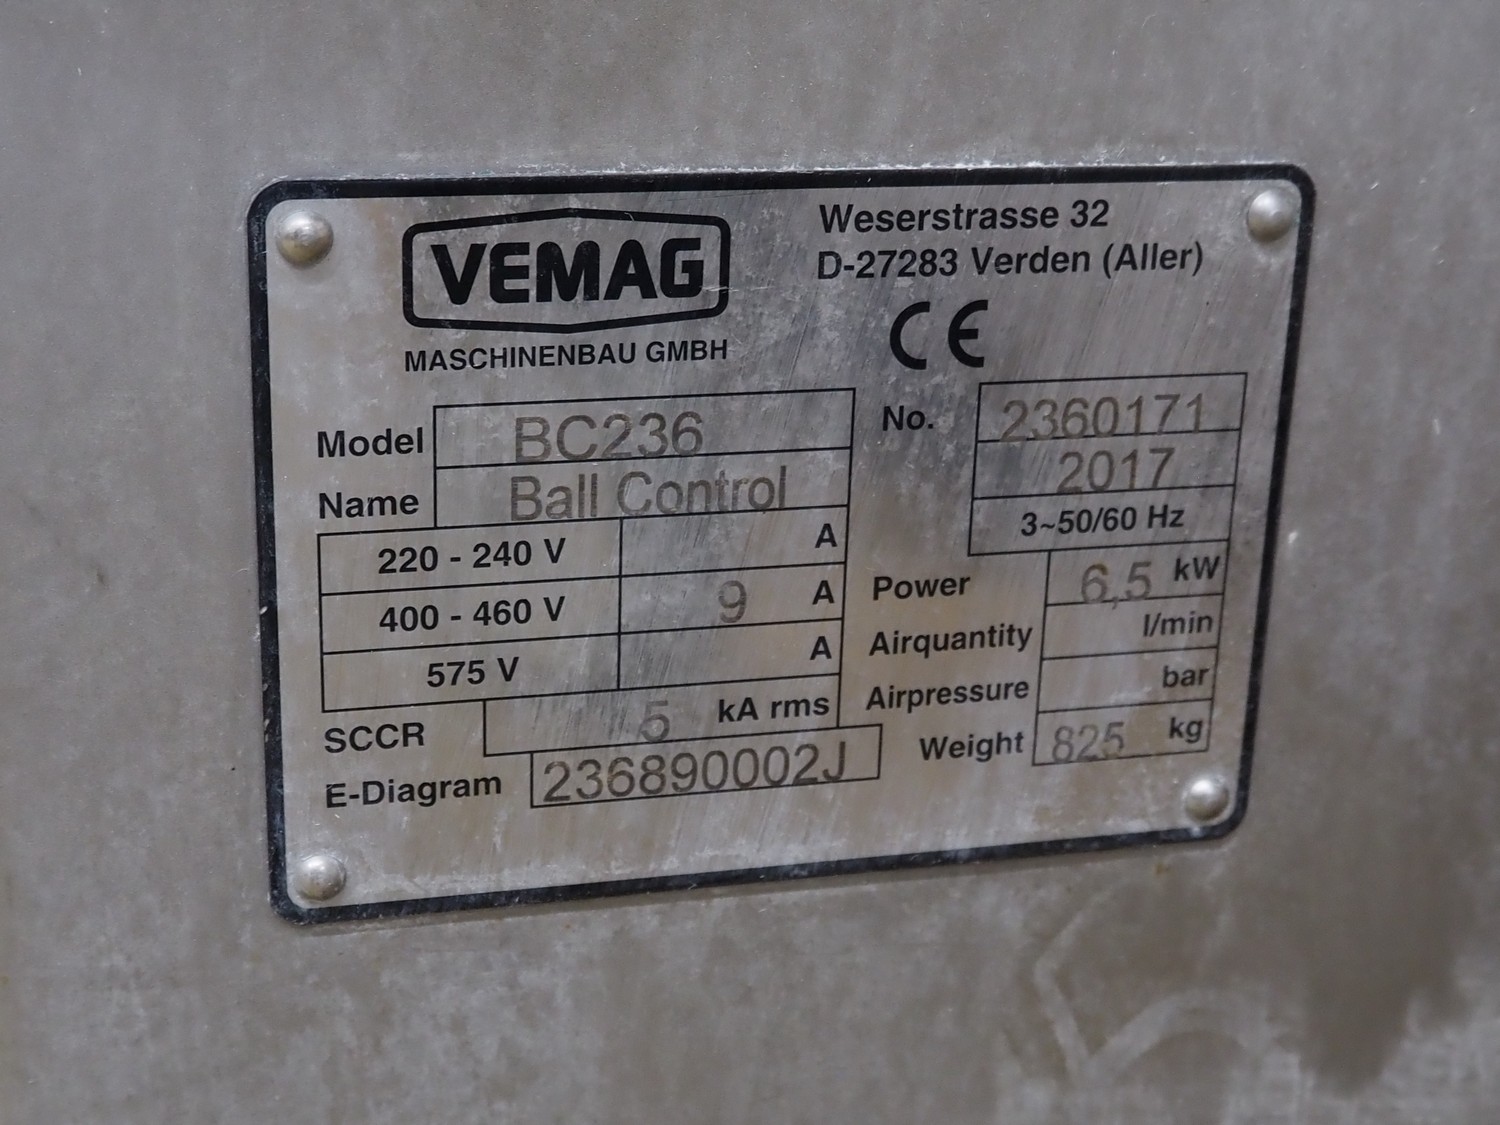 VEMAG
MASCHINENBAU GMBH
Weserstrasse 32
D-27283 Verden (Aller)
CE
Model BC236
Name Ball Control
No. 2360171
2017
3~50/60 Hz
220 - 240 V A
400 - 460 V 9 A
575 V A
SCCR 5 kA rms
E-Diagram 236890002J
Power 6,5 kW
Airquantity l/min
Airpressure bar
Weight 825 kg